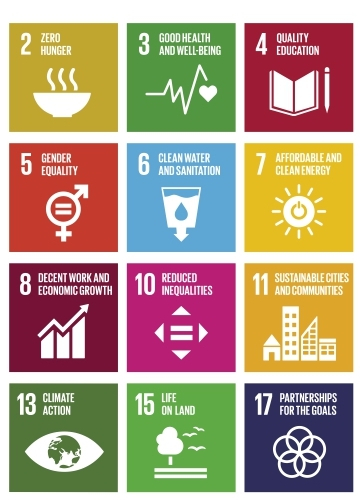 2 ZERO
HUNGER
3 GOOD HEALTH
AND WELL-BEING
4 QUALITY
EDUCATION
5 GENDER
EQUALITY
6 CLEAN WATER
AND SANITATION
7 AFFORDABLE AND
CLEAN ENERGY
8 DECENT WORK AND
ECONOMIC GROWTH
10 REDUCED
INEQUALITIES
11 SUSTAINABLE CITIES
AND COMMUNITIES
13 CLIMATE
ACTION
15 LIFE
ON LAND
17 PARTNERSHIPS
FOR THE GOALS